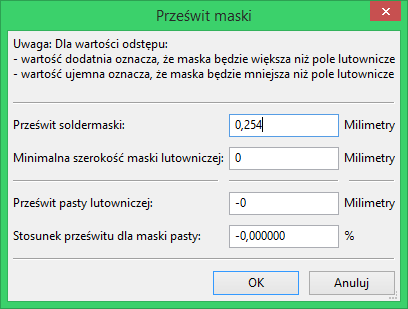 Prześwit maski
Uwaga: Dla wartości odstępu:
- wartość dodatnia oznacza, że maska będzie większa niż pole lutownicze
- wartość ujemna oznacza, że maska będzie mniejsza niż pole lutownicze
Prześwit soldermaski: 0,254 Milimetry
Minimalna szerokość maski lutowniczej: 0 Milimetry
Prześwit pasty lutowniczej: -0 Milimetry
Stosunek prześwitu dla maski pasty: -0,000000 %
OK Anuluj